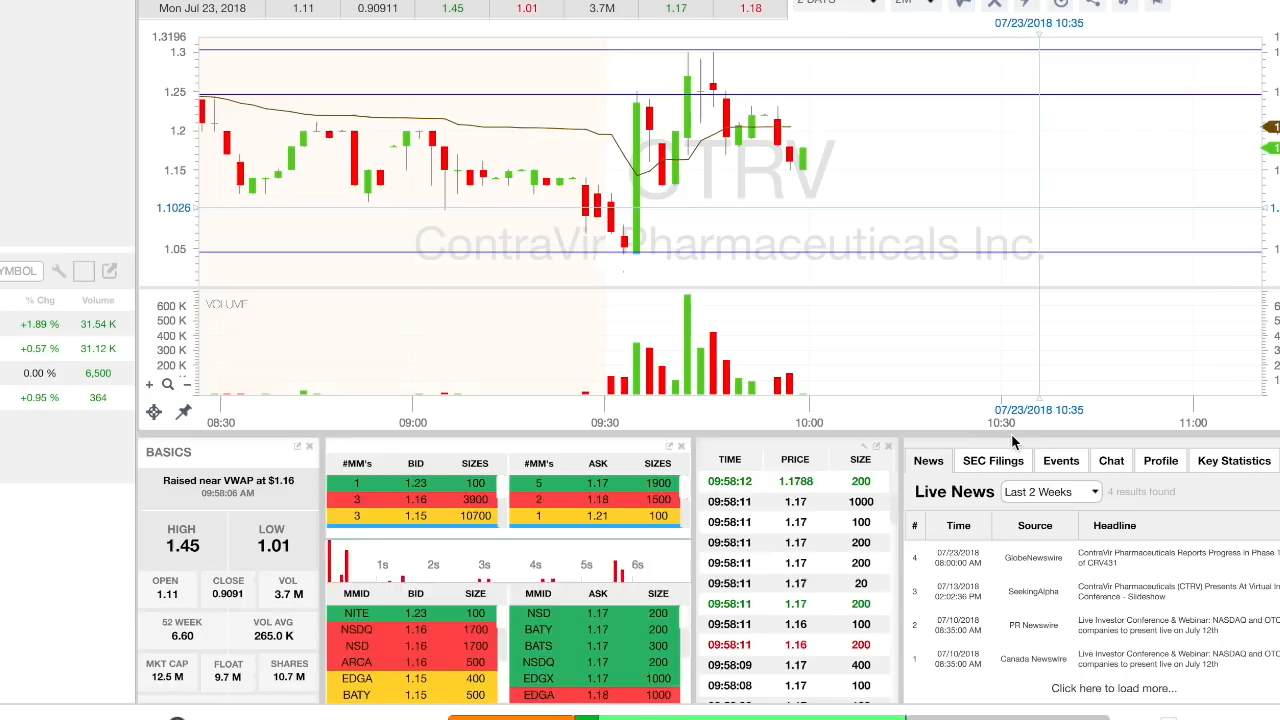 Mon Jul 23, 2018 1.11 0.90911 1.45 1.01 3.7M 1.17 1.18 2 DAYS 2M
07/23/2018 10:35
1.3196
1.3
1.25
1.2
1.15
1.1026
1.05
CTRV
ContraVir Pharmaceuticals Inc.
VOLUME
600 K
500 K
400 K
300 K
200 K
08:30 09:00 09:30 10:00 10:30 11:00
07/23/2018 10:35
YMBOL
% Chg Volume
+1.89 % 31.54 K
+0.57 % 31.12 K
0.00 % 6,500
+0.95 % 364
BASICS
Raised near VWAP at $1.16
09:58:06 AM
HIGH LOW
1.45 1.01
OPEN CLOSE VOL
1.11 0.9091 3.7 M
52 WEEK VOL AVG
6.60 265.0 K
MKT CAP FLOAT SHARES
12.5 M 9.7 M 10.7 M
#MM's BID SIZES #MM's ASK SIZES
1 1.23 100 5 1.17 1900
3 1.16 3900 2 1.18 1500
3 1.15 10700 1 1.21 100
1s 2s 3s 4s 5s 6s
MMID BID SIZE MMID ASK SIZE
NITE 1.23 100 NSD 1.17 200
NSDQ 1.16 1700 BATY 1.17 200
NSD 1.16 1700 BATS 1.17 300
ARCA 1.16 500 NSDQ 1.17 200
EDGA 1.15 400 EDGX 1.17 1000
BATY 1.15 500 EDGA 1.18 1000
TIME PRICE SIZE
09:58:12 1.1788 200
09:58:11 1.17 1000
09:58:11 1.17 100
09:58:11 1.17 200
09:58:11 1.17 200
09:58:11 1.17 20
09:58:11 1.17 200
09:58:11 1.16 100
09:58:11 1.16 200
09:58:09 1.17 400
09:58:08 1.17 100
News SEC Filings Events Chat Profile Key Statistics
Live News Last 2 Weeks 4 results found
# Time Source Headline
4 07/23/2018 08:00:00 AM GlobeNewswire ContraVir Pharmaceuticals Reports Progress in Phase 1
of CRV431
3 07/13/2018 02:02:36 PM SeekingAlpha ContraVir Pharmaceuticals (CTRV) Presents At Virtual
Conference - Slideshow
2 07/10/2018 08:35:00 AM PR Newswire Live Investor Conference & Webinar: NASDAQ and OTC
companies to present live on July 12th
1 07/10/2018 08:35:00 AM Canada Newswire Live Investor Conference & Webinar: NASDAQ and OTC
companies to present live on July 12th
Click here to load more...